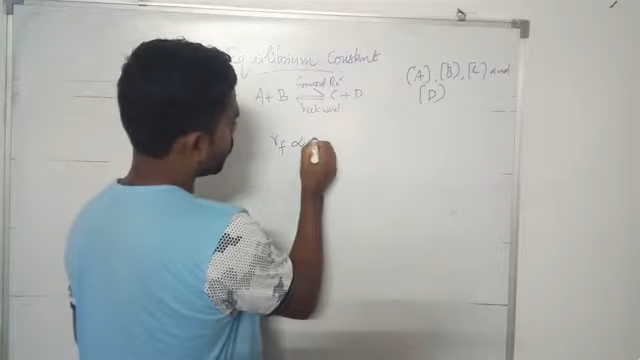 Equilibrium Constant
Forward Rxⁿ
A + B ⇌ C + D
backward
[A], [B], [C] and
[D]
r_f ∝